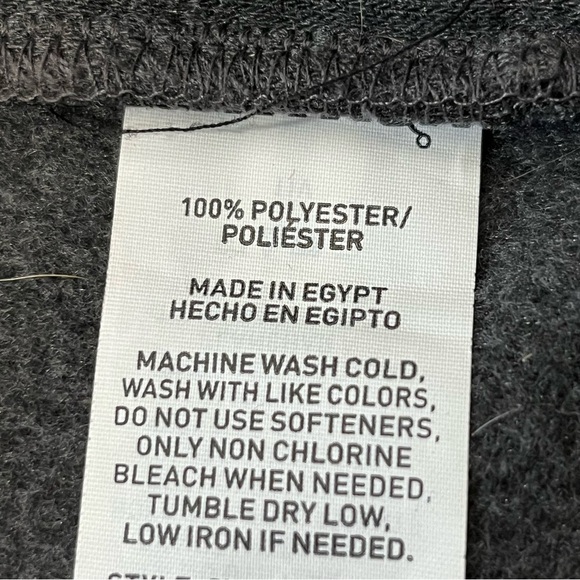 100% POLYESTER/
POLIÉSTER
MADE IN EGYPT
HECHO EN EGIPTO
MACHINE WASH COLD,
WASH WITH LIKE COLORS,
DO NOT USE SOFTENERS,
ONLY NON CHLORINE
BLEACH WHEN NEEDED,
TUMBLE DRY LOW,
LOW IRON IF NEEDED.